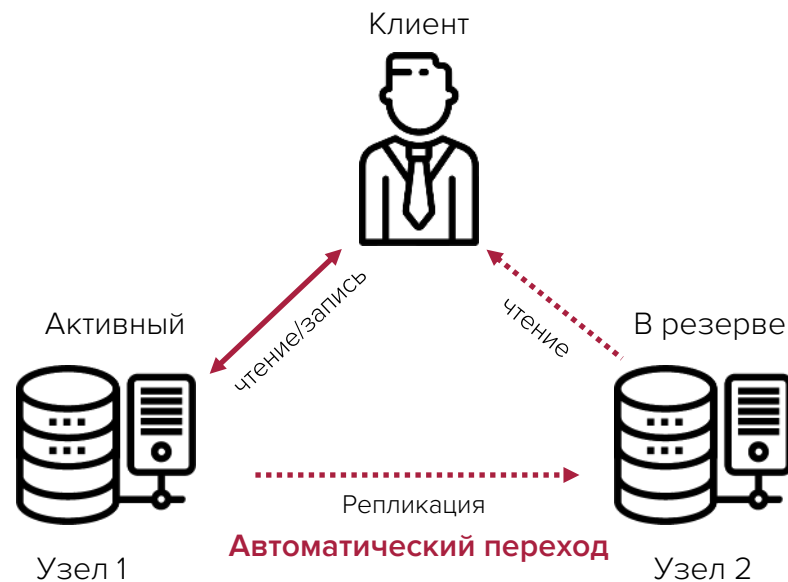 Клиент
чтение/запись
чтение
Активный
В резерве
Репликация
Автоматический переход
Узел 1
Узел 2